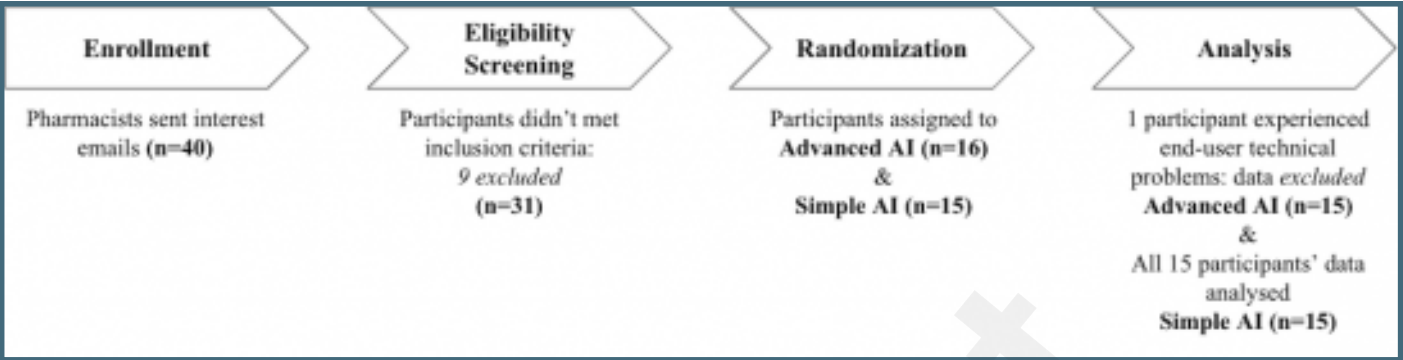 Enrollment
Pharmacists sent interest
emails (n=40)
Eligibility
Screening
Participants didn't met
inclusion criteria:
9 excluded
(n=31)
Randomization
Participants assigned to
Advanced AI (n=16)
&
Simple AI (n=15)
Analysis
1 participant experienced
end-user technical
problems: data excluded
Advanced AI (n=15)
&
All 15 participants' data
analysed
Simple AI (n=15)